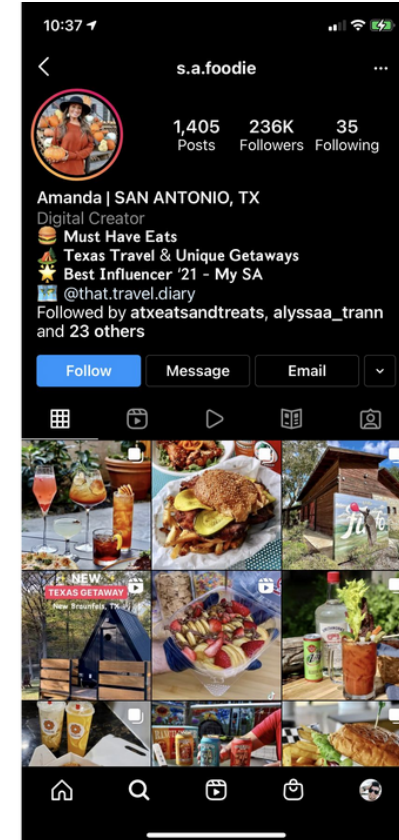 10:37
s.a.foodie
1,405 236K 35
Posts Followers Following
Amanda | SAN ANTONIO, TX
Digital Creator
Must Have Eats
Texas Travel & Unique Getaways
Best Influencer ‘21 - My SA
@that.travel.diary
Followed by atxeatsandtreats, alyssaa_trann
and 23 others
Follow Message Email
NEW
TEXAS GETAWAY
New Braunfels, TX